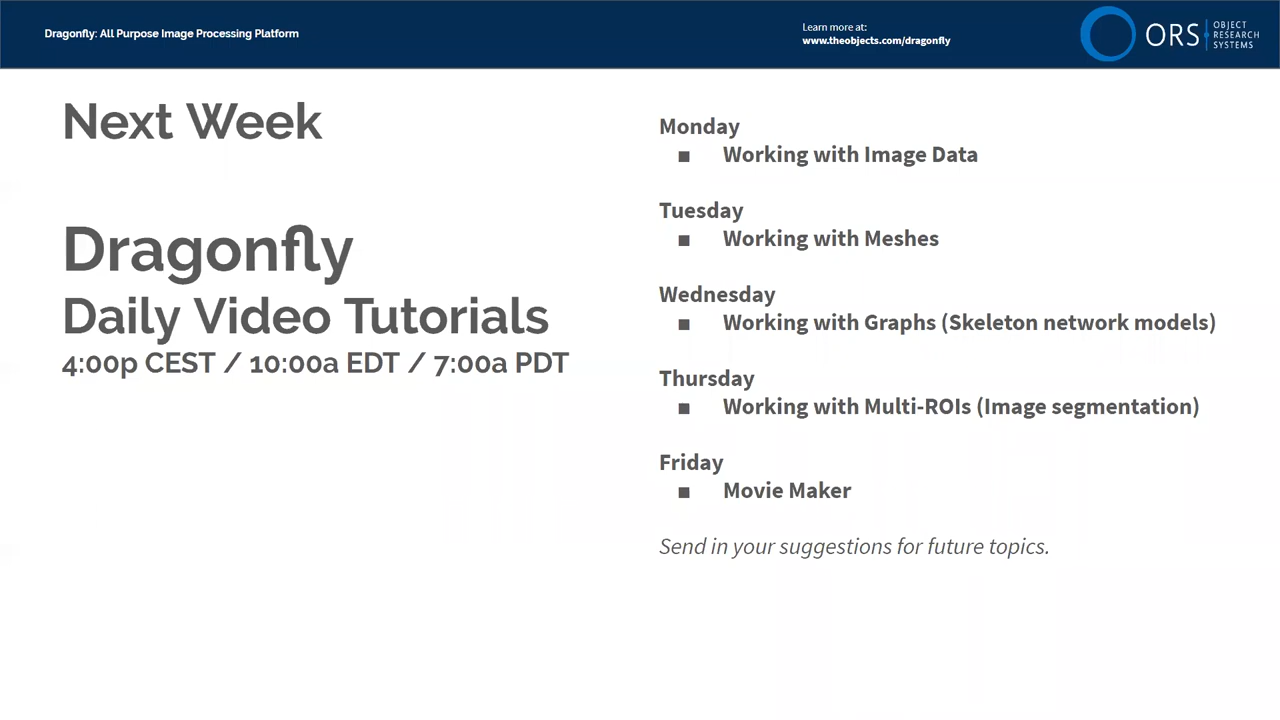 Dragonfly: All Purpose Image Processing Platform
Learn more at:
www.theobjects.com/dragonfly
ORS
OBJECT
RESEARCH
SYSTEMS
Next Week
Dragonfly
Daily Video Tutorials
4:00p CEST / 10:00a EDT / 7:00a PDT
Monday
■ Working with Image Data
Tuesday
■ Working with Meshes
Wednesday
■ Working with Graphs (Skeleton network models)
Thursday
■ Working with Multi-ROIs (Image segmentation)
Friday
■ Movie Maker
Send in your suggestions for future topics.